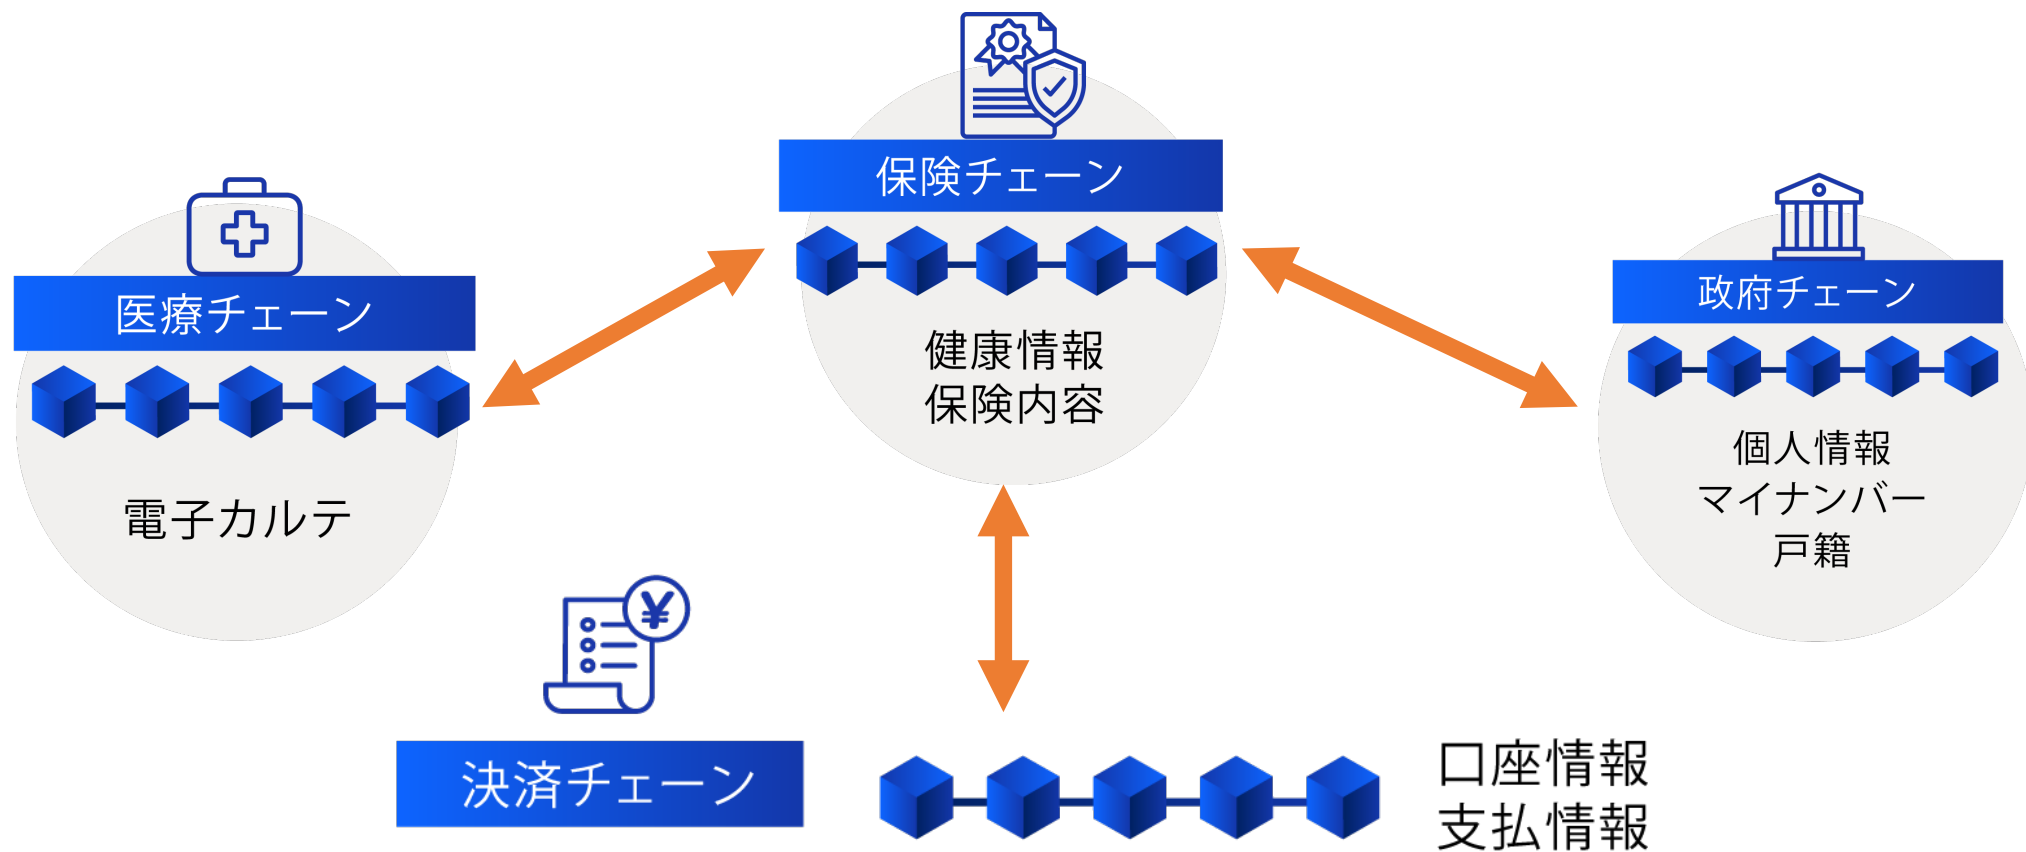 保険チェーン
健康情報
保険内容
医療チェーン
電子カルテ
政府チェーン
個人情報
マイナンバー
戸籍
¥
決済チェーン
口座情報
支払情報